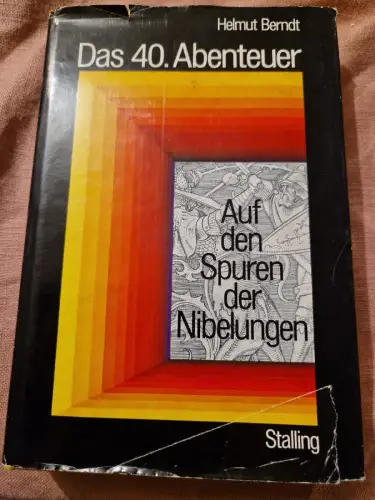 Helmut Berndt
Das 40. Abenteuer
Auf
den
Spuren
der
Nibelungen
Stalling